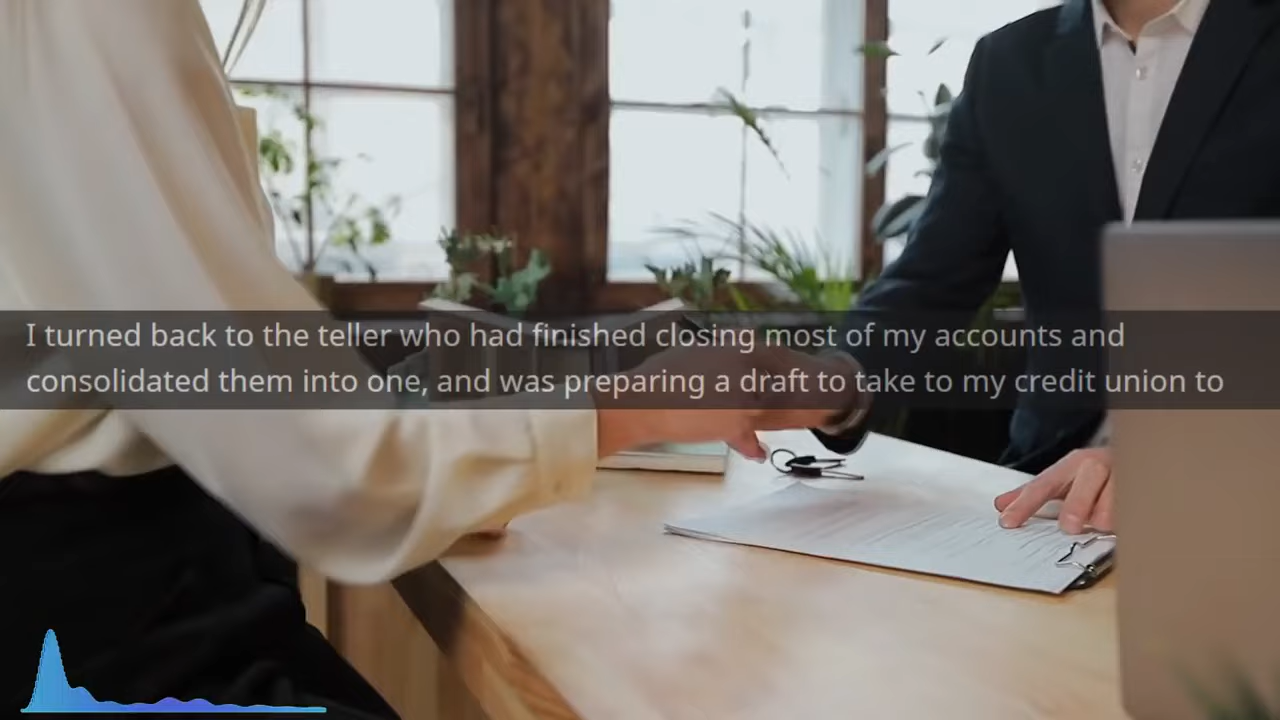 I turned back to the teller who had finished closing most of my accounts and
consolidated them into one, and was preparing a draft to take to my credit union to